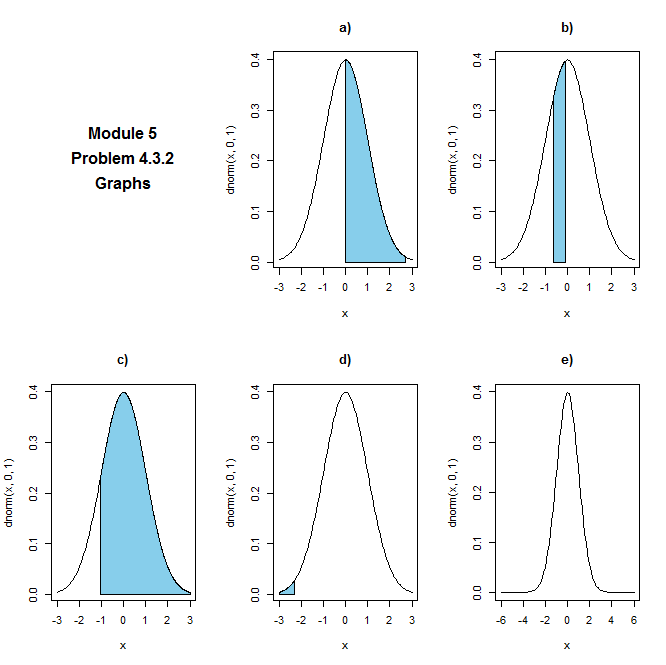 Module 5
Problem 4.3.2
Graphs
a)
dnorm(x, 0, 1)
0.4
0.3
0.2
0.1
0.0
-3 -2 -1 0 1 2 3
x
b)
dnorm(x, 0, 1)
0.4
0.3
0.2
0.1
0.0
-3 -2 -1 0 1 2 3
x
c)
dnorm(x, 0, 1)
0.4
0.3
0.2
0.1
0.0
-3 -2 -1 0 1 2 3
x
d)
dnorm(x, 0, 1)
0.4
0.3
0.2
0.1
0.0
-3 -2 -1 0 1 2 3
x
e)
dnorm(x, 0, 1)
0.4
0.3
0.2
0.1
0.0
-6 -4 -2 0 2 4 6
x